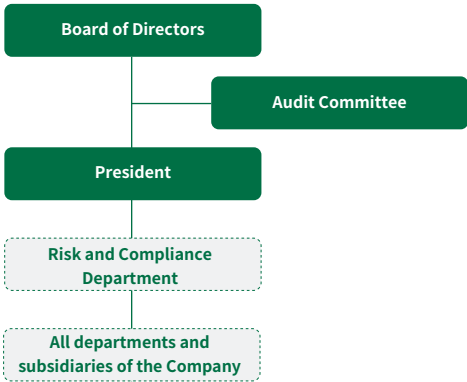 Board of Directors
Audit Committee
President
Risk and Compliance
Department
All departments and
subsidiaries of the Company